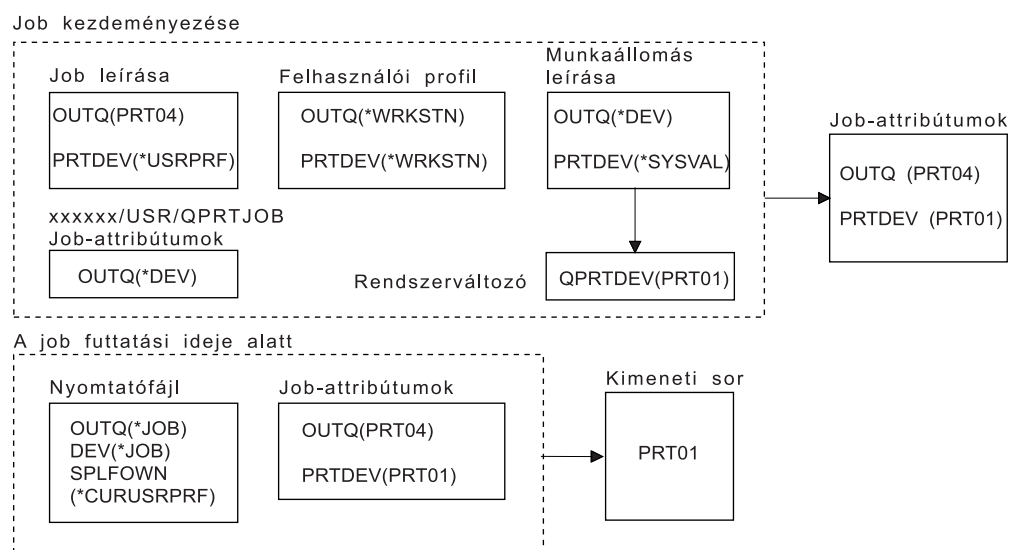 Job kezdeményezése
Job leírása
OUTQ(PRT04)
PRTDEV(*USRPRF)
Felhasználói profil
OUTQ(*WRKSTN)
PRTDEV(*WRKSTN)
Munkaállomás
leírása
OUTQ(*DEV)
PRTDEV(*SYSVAL)
Job-attribútumok
OUTQ (PRT04)
PRTDEV (PRT01)
xxxxxx/USR/QPRTJOB
Job-attribútumok
OUTQ(*DEV)
Rendszerváltozó
QPRTDEV(PRT01)
A job futtatási ideje alatt
Nyomtatófájl
OUTQ(*JOB)
DEV(*JOB)
SPLFOWN
(*CURUSRPRF)
Job-attribútumok
OUTQ(PRT04)
PRTDEV(PRT01)
Kimeneti sor
PRT01